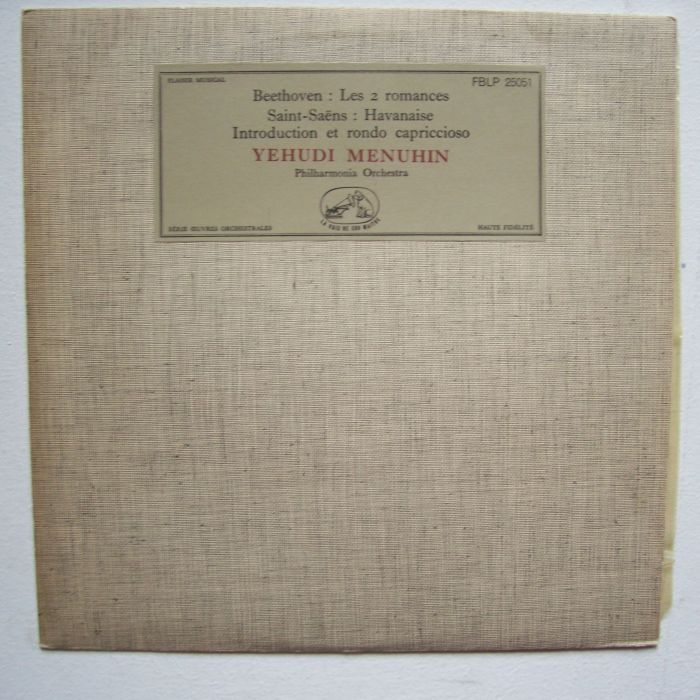 PLAISIR MUSICAL
FBLP 25051
Beethoven : Les 2 romances
Saint-Saëns : Havanaise
Introduction et rondo capriccioso
YEHUDI MENUHIN
Philharmonia Orchestra
LA VOIX DE SON MAITRE
SÉRIE ŒUVRES ORCHESTRALES
HAUTE FIDÉLITÉ